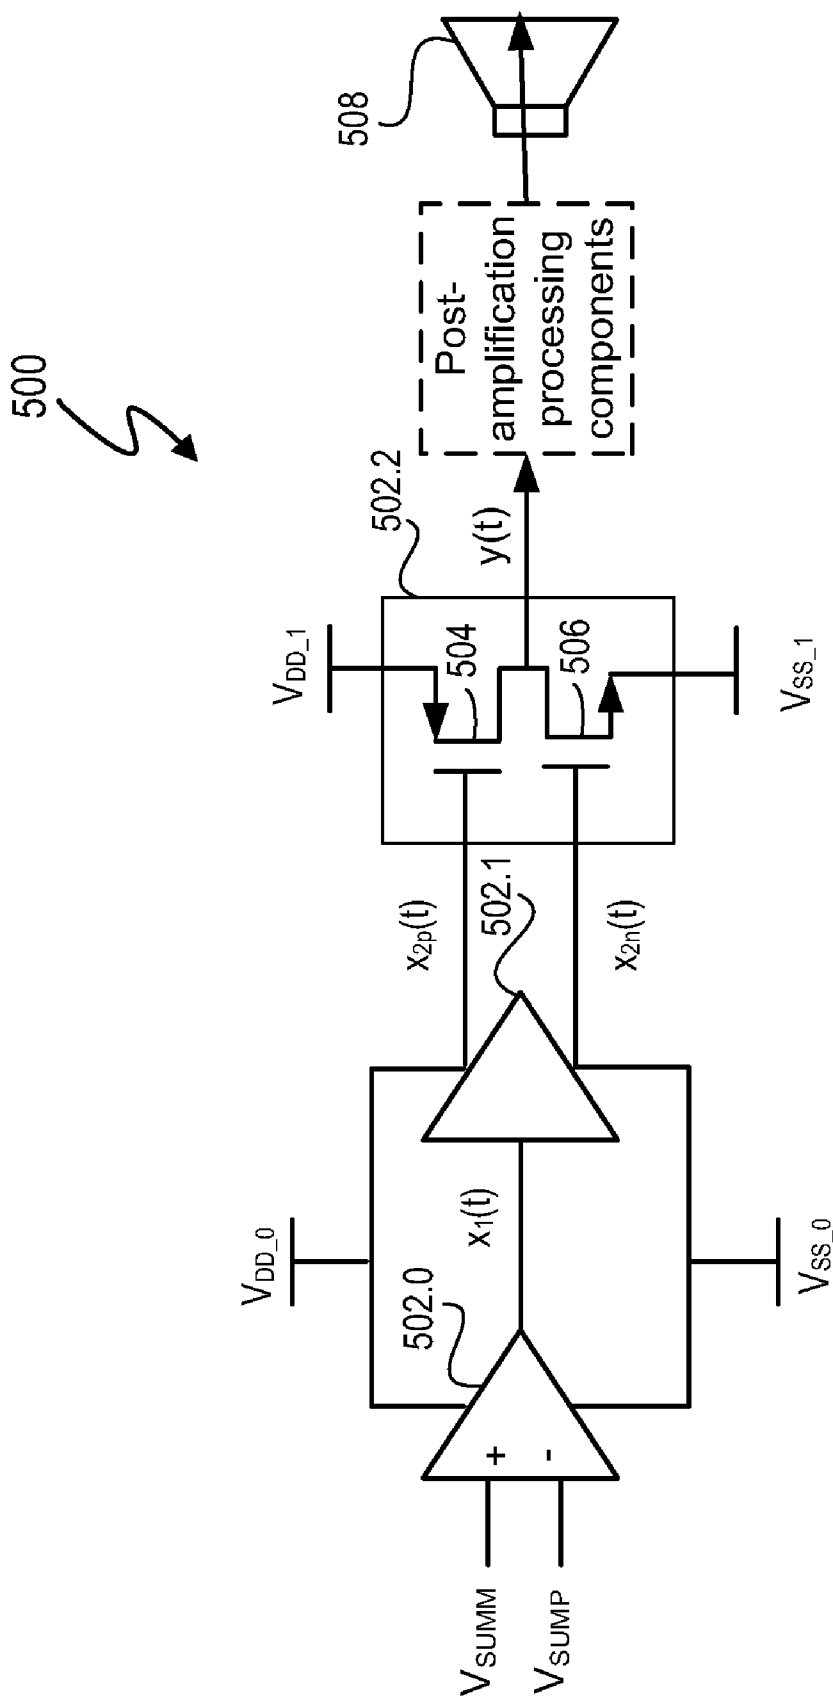 500
508
Post-
amplification
processing
components
502.2
y(t)
V_DD_1
504
506
V_SS_1
x_2p(t)
502.1
x_2n(t)
V_DD_0
x_1(t)
502.0
V_SS_0
+
-
V_SUMM
V_SUMP